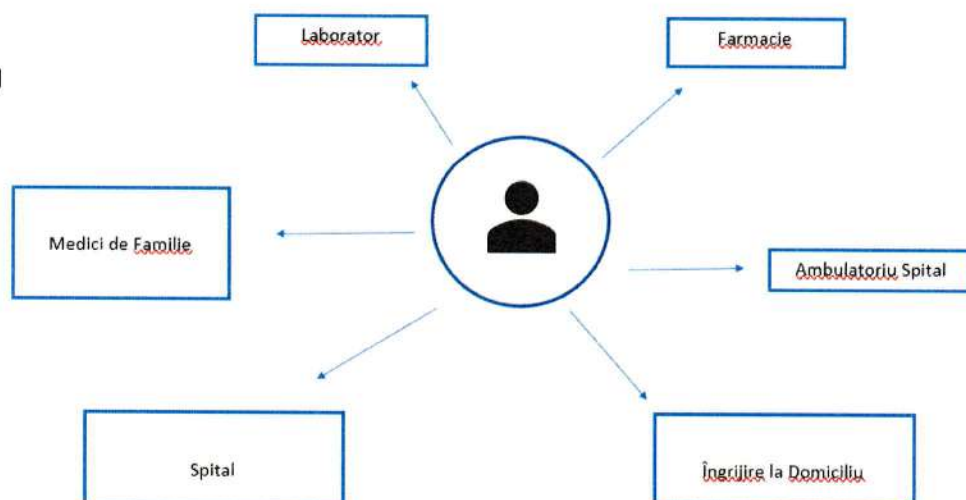 Laborator
Farmacie
Medici de Familie
Ambulatoriu Spital
Spital
Îngrijire la Domiciliu